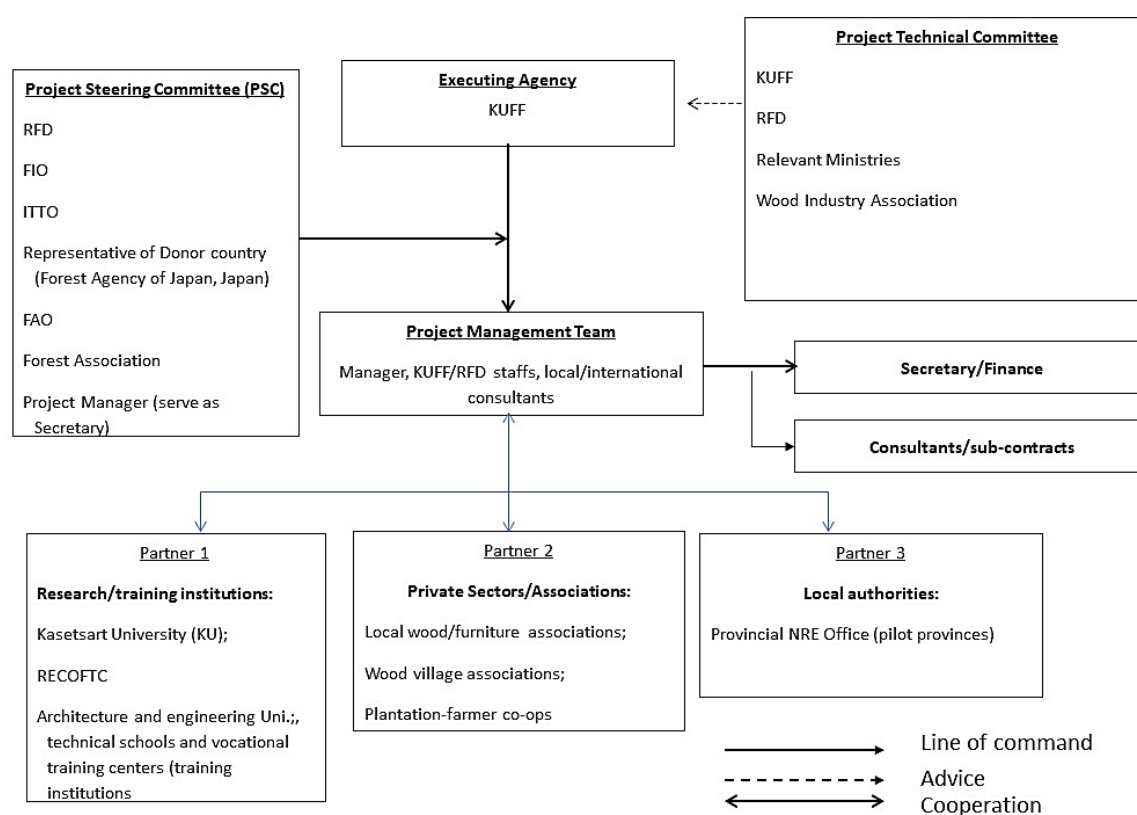 Project Steering Committee (PSC)
RFD
FIO
ITTO
Representative of Donor country
(Forest Agency of Japan, Japan)
FAO
Forest Association
Project Manager (serve as
Secretary)
Executing Agency
KUFF
Project Technical Committee
KUFF
RFD
Relevant Ministries
Wood Industry Association
Project Management Team
Manager, KUFF/RFD staffs, local/international
consultants
Secretary/Finance
Consultants/sub-contracts
Partner 1
Research/training institutions:
Kasetsart University (KU);
RECOFTC
Architecture and engineering Uni.;,
technical schools and vocational
training centers (training
institutions
Partner 2
Private Sectors/Associations:
Local wood/furniture associations;
Wood village associations;
Plantation-farmer co-ops
Partner 3
Local authorities:
Provincial NRE Office (pilot provinces)
Line of command
Advice
Cooperation